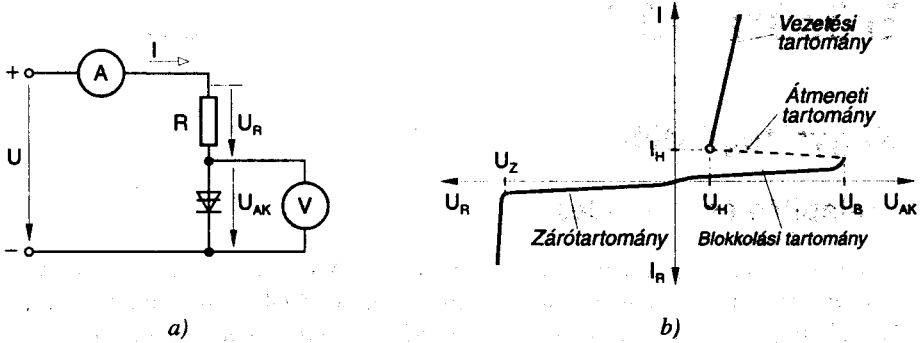 I
A
+
R
U_R
U
U_AK
V
−
a)
I
Vezetési
tartomány
Átmeneti
tartomány
I_H
U_Z
U_R
U_H
U_B
U_AK
Zárótartomány
Blokkolási tartomány
I_R
b)